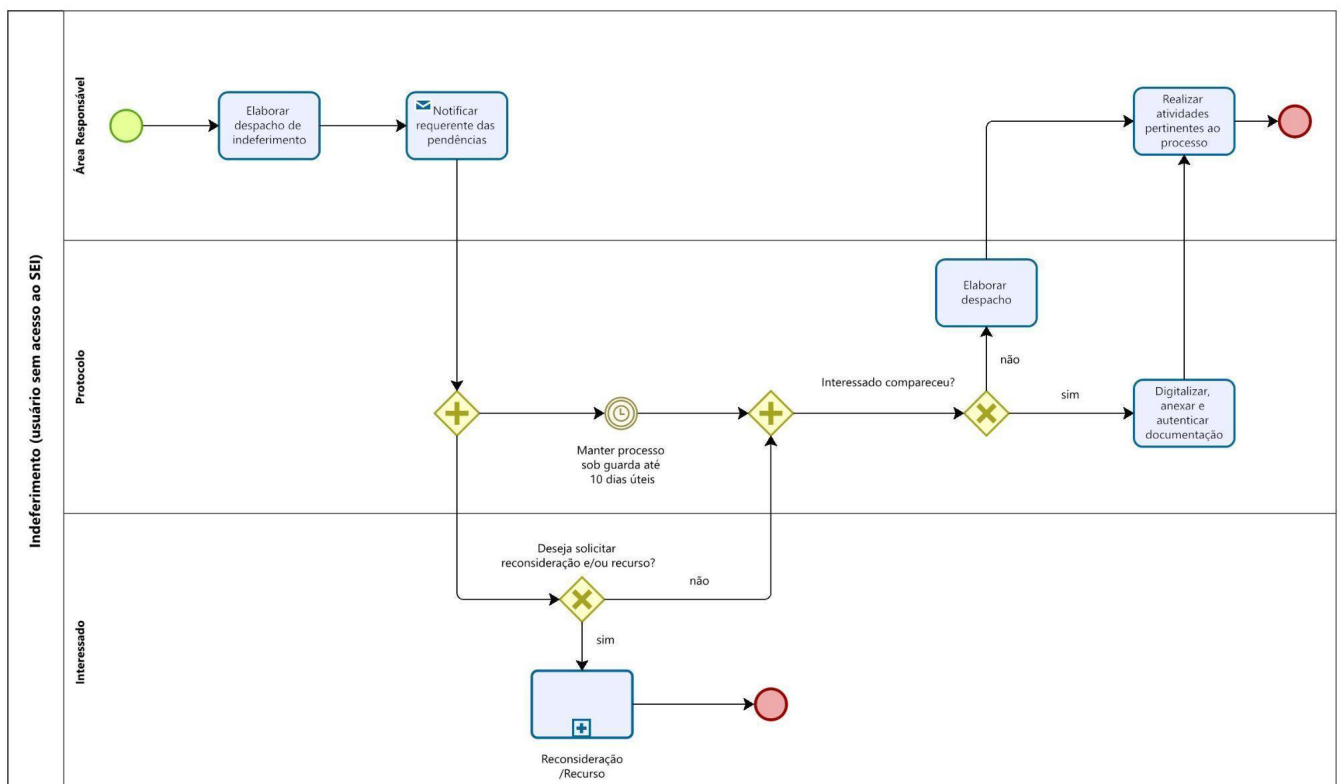 Indeferimento (usuário sem acesso ao SEI)
Área Responsável
Elaborar
despacho de
indeferimento
Notificar
requerente das
pendências
Realizar
atividades
pertinentes ao
processo
Protocolo
Elaborar
despacho
não
Interessado compareceu?
sim
Digitalizar,
anexar e
autenticar
documentação
Manter processo
sob guarda até
10 dias úteis
Interessado
Deseja solicitar
reconsideração e/ou recurso?
não
sim
Reconsideração
/Recurso